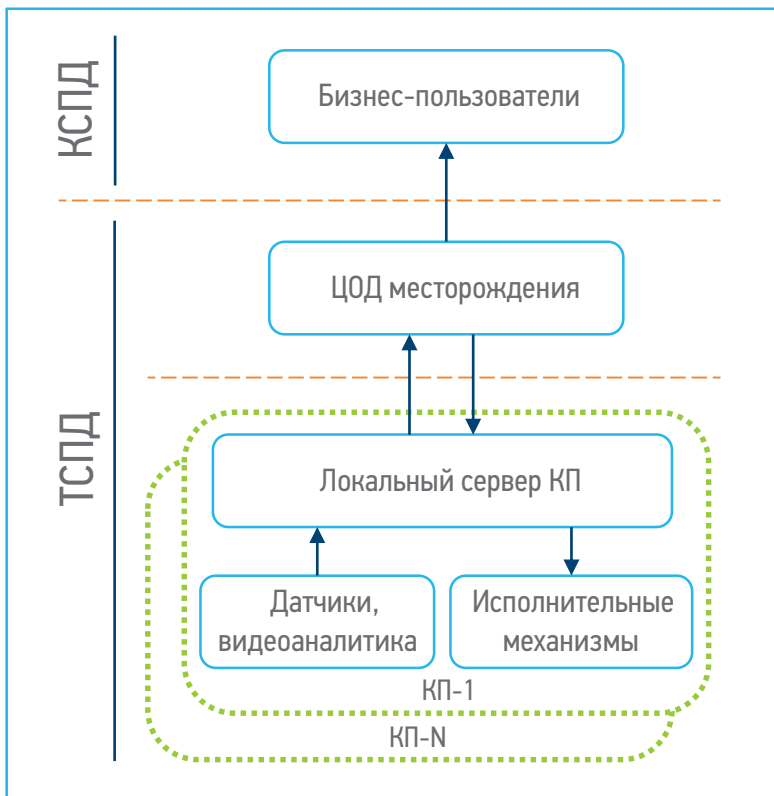 КСПД
Бизнес-пользователи
ЦОД месторождения
ТСПД
Локальный сервер КП
Датчики,
видеоаналитика
Исполнительные
механизмы
КП-1
КП-N